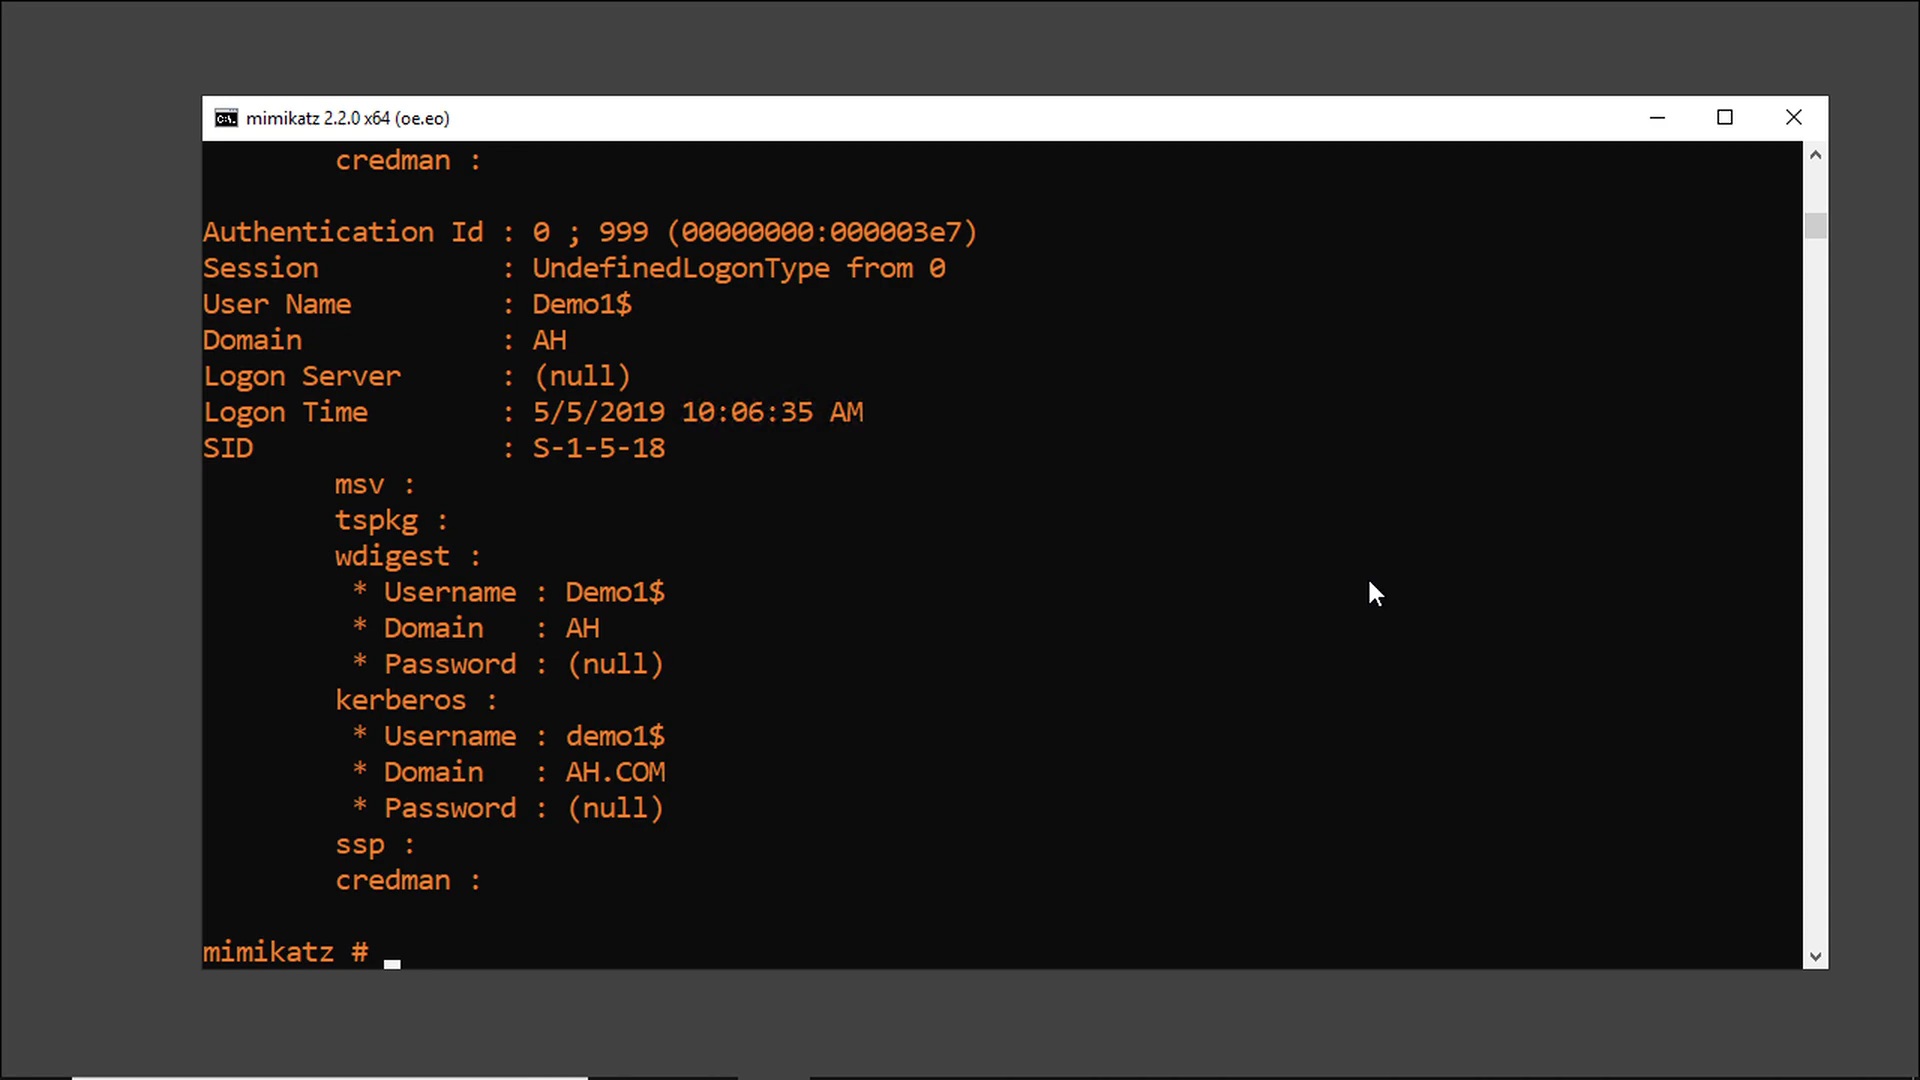 mimikatz 2.2.0 x64 (oe.eo)
credman :
Authentication Id : 0 ; 999 (00000000:000003e7)
Session : UndefinedLogonType from 0
User Name : Demo1$
Domain : AH
Logon Server : (null)
Logon Time : 5/5/2019 10:06:35 AM
SID : S-1-5-18
msv :
tspkg :
wdigest :
* Username : Demo1$
* Domain : AH
* Password : (null)
kerberos :
* Username : demo1$
* Domain : AH.COM
* Password : (null)
ssp :
credman :
mimikatz # _